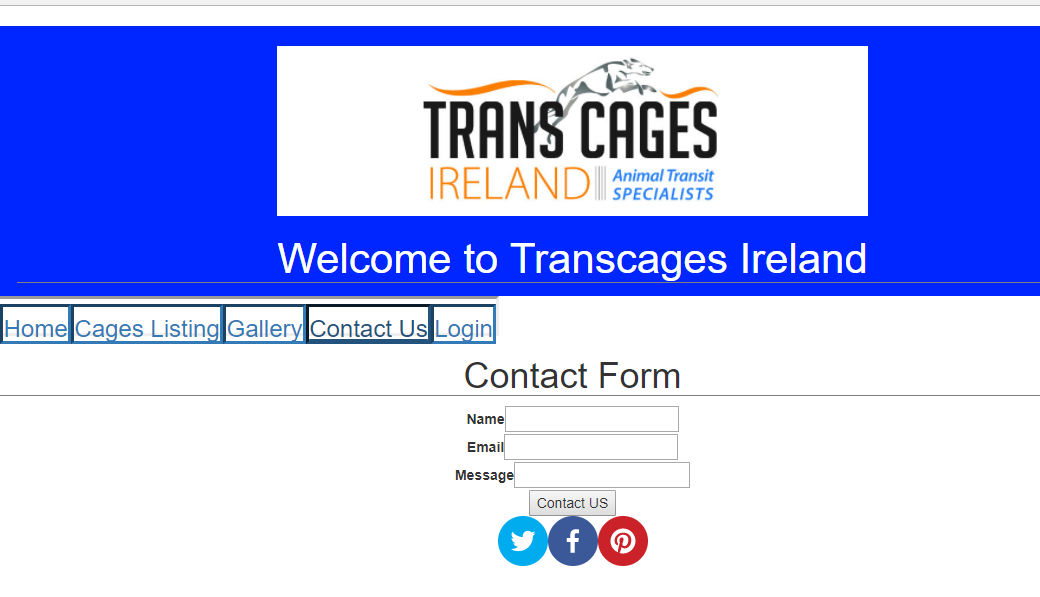 TRANS CAGES
IRELAND Animal Transit
SPECIALISTS
Welcome to Transcages Ireland
Home Cages Listing Gallery Contact Us Login
Contact Form
Name
Email
Message
Contact US